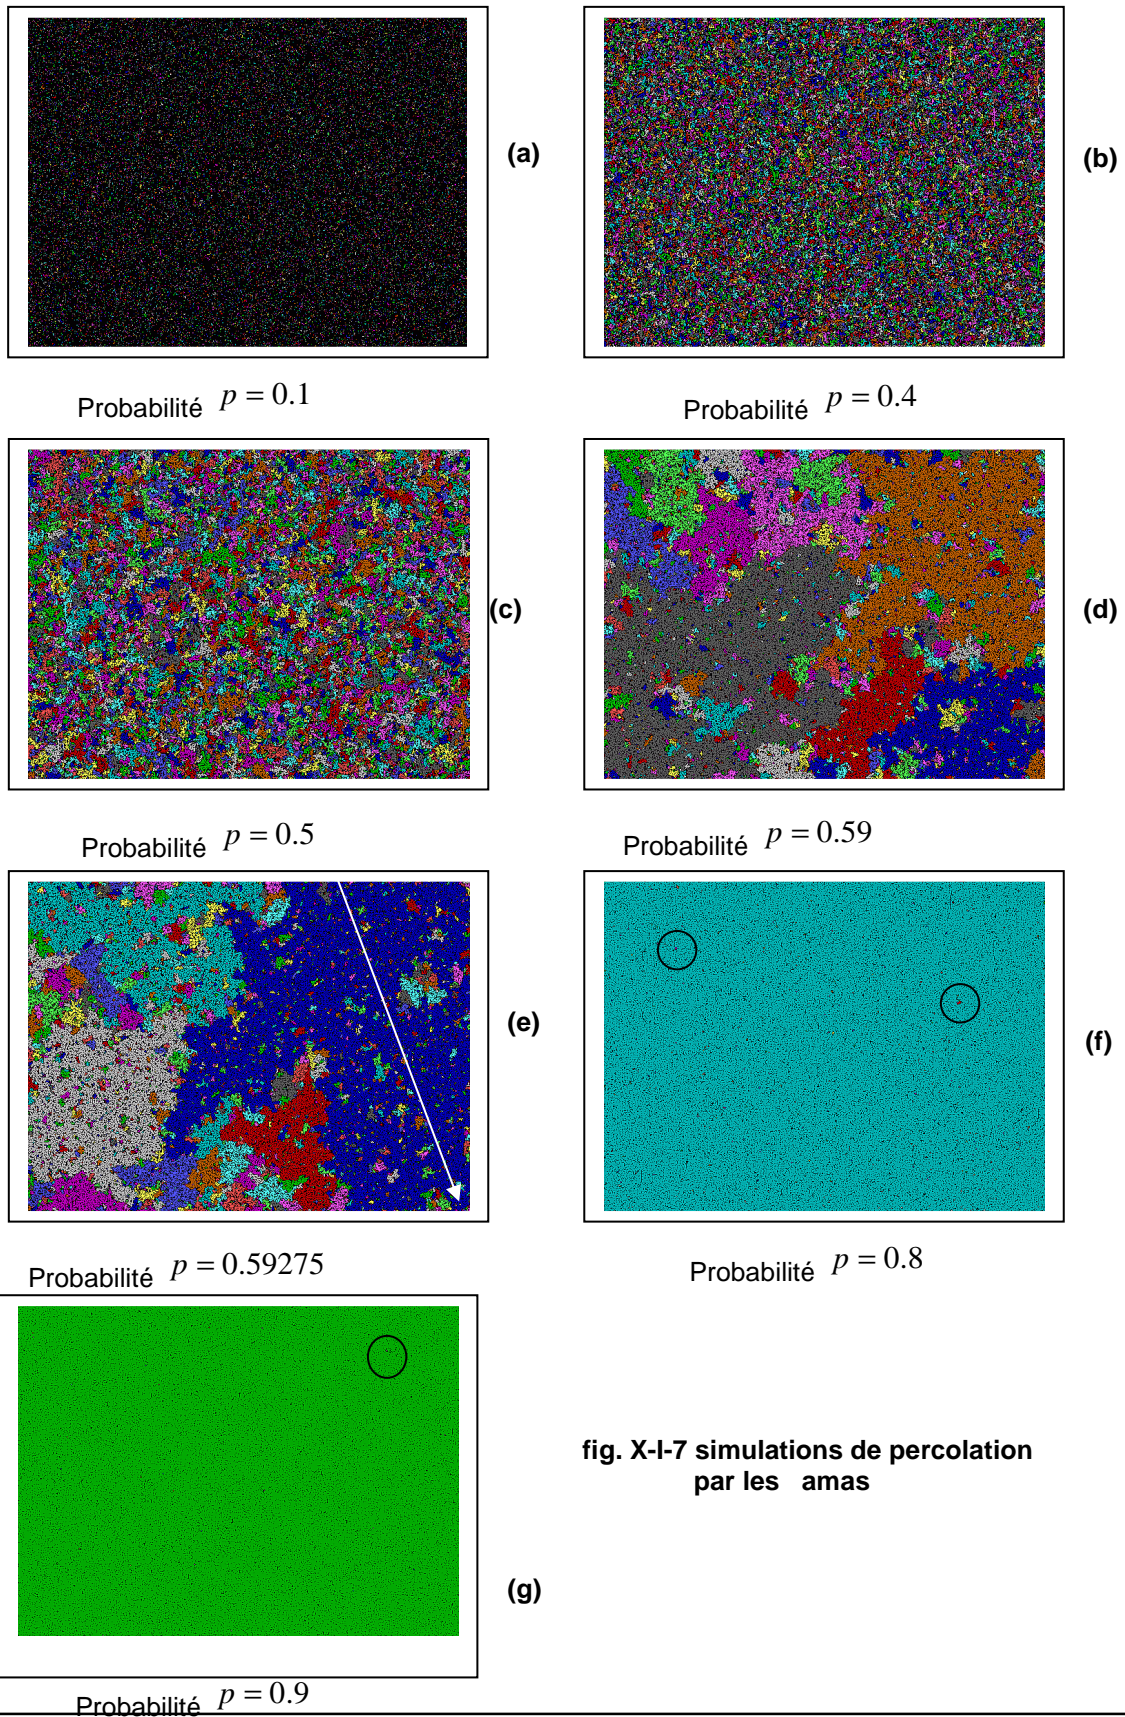 (a)
(b)
Probabilité p = 0.1
Probabilité p = 0.4
(c)
(d)
Probabilité p = 0.5
Probabilité p = 0.59
(e)
(f)
Probabilité p = 0.59275
Probabilité p = 0.8
fig. X-I-7 simulations de percolation
par les amas
(g)
Probabilité p = 0.9